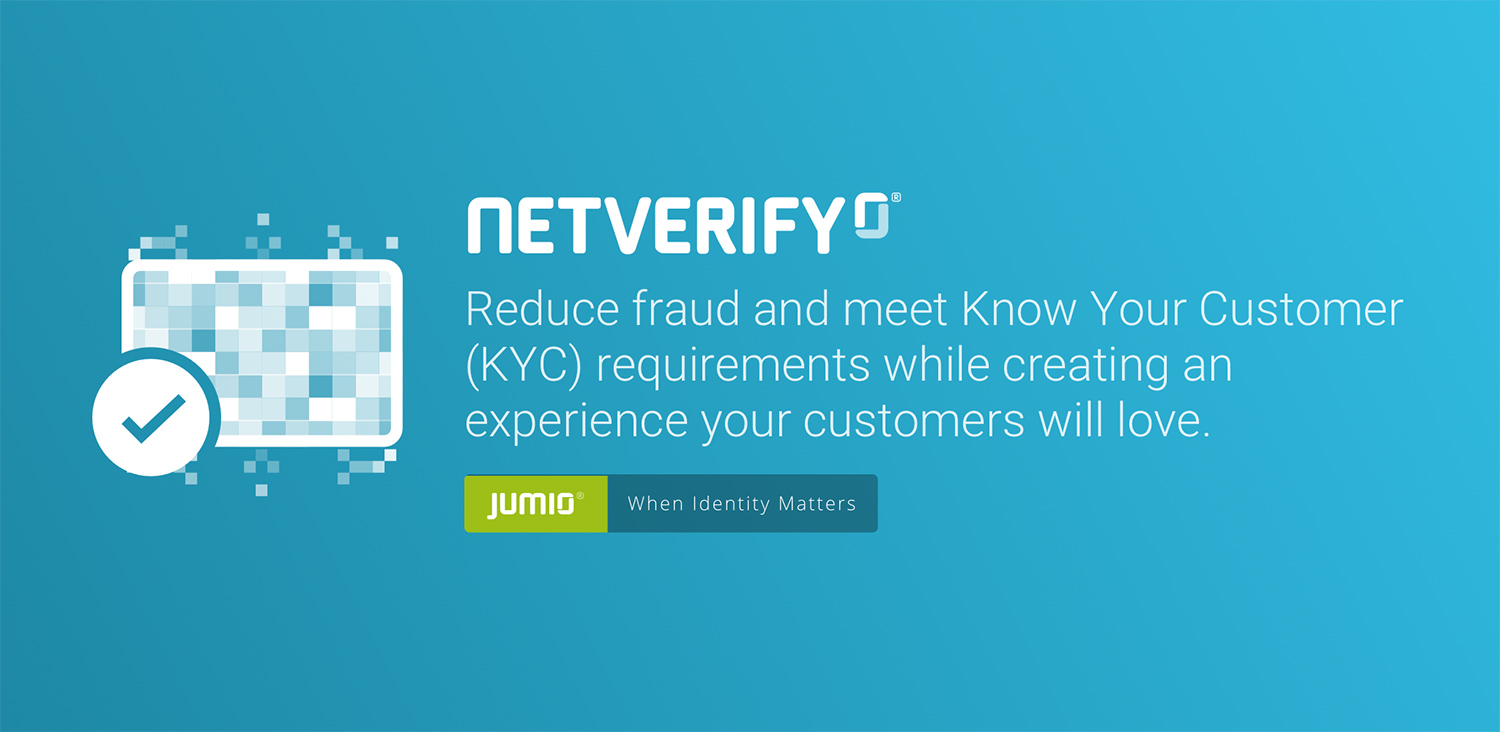 NETVERIFY®
Reduce fraud and meet Know Your Customer
(KYC) requirements while creating an
experience your customers will love.
JUMIO® When Identity Matters